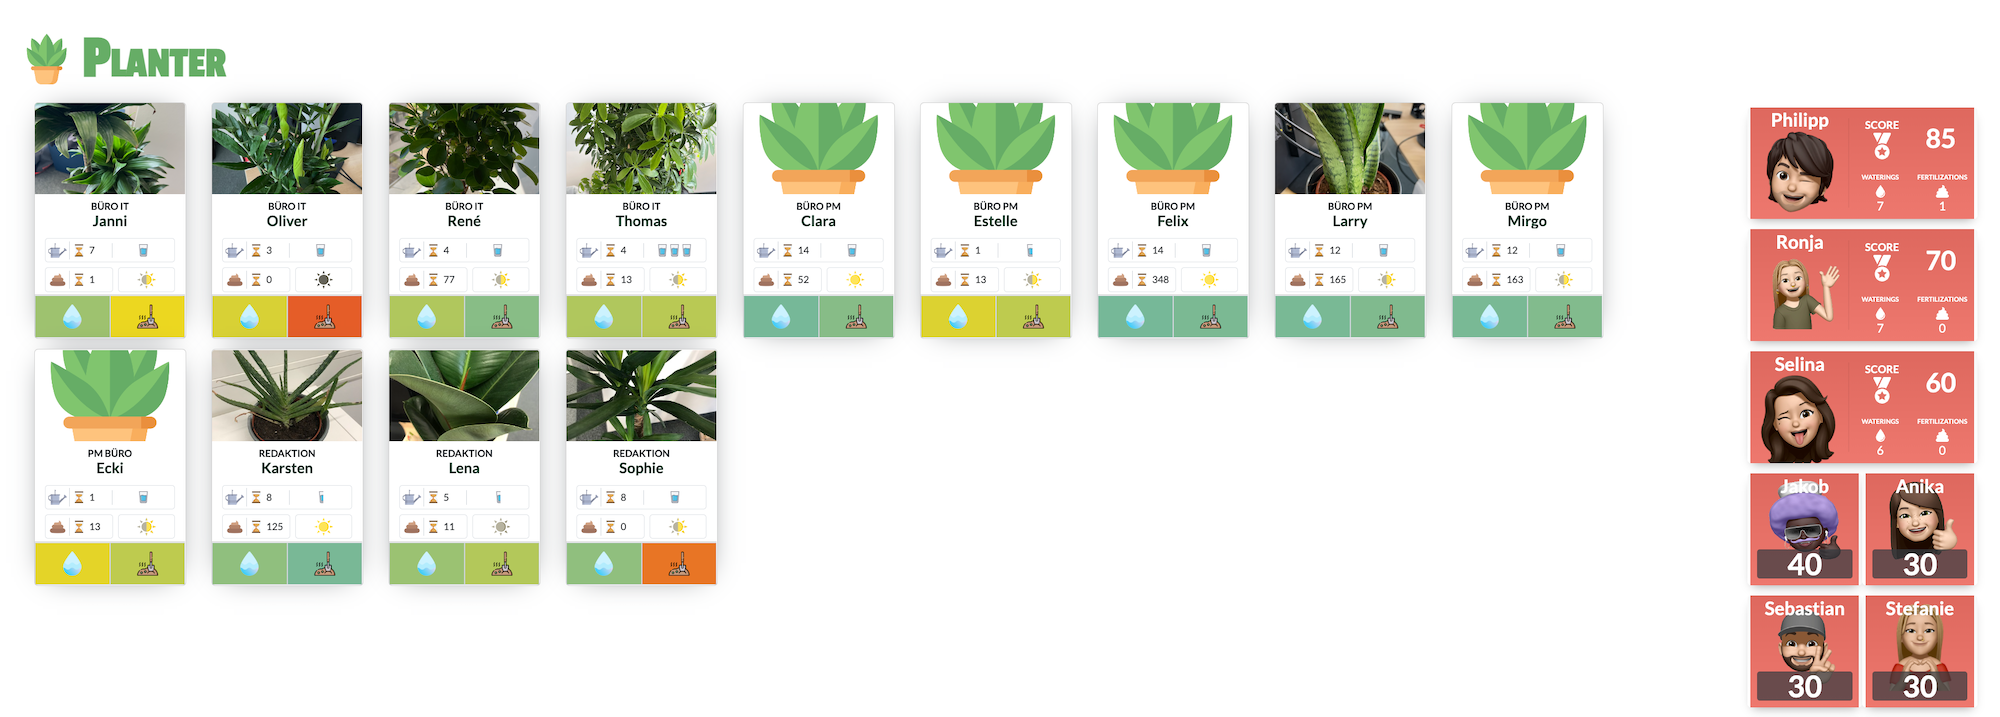 PLANTER
BÜRO IT
Janni
7
1
BÜRO IT
Oliver
3
0
BÜRO IT
René
4
77
BÜRO IT
Thomas
4
13
BÜRO PM
Clara
14
52
BÜRO PM
Estelle
1
13
BÜRO PM
Felix
14
348
BÜRO PM
Larry
12
165
BÜRO PM
Mirgo
12
163
PM BÜRO
Ecki
1
13
REDAKTION
Karsten
8
125
REDAKTION
Lena
5
11
REDAKTION
Sophie
8
0
Philipp
SCORE
85
WATERINGS
FERTILIZATIONS
7
1
Ronja
SCORE
70
WATERINGS
FERTILIZATIONS
7
0
Selina
SCORE
60
WATERINGS
FERTILIZATIONS
6
0
Jakob
40
Anika
30
Sebastian
30
Stefanie
30